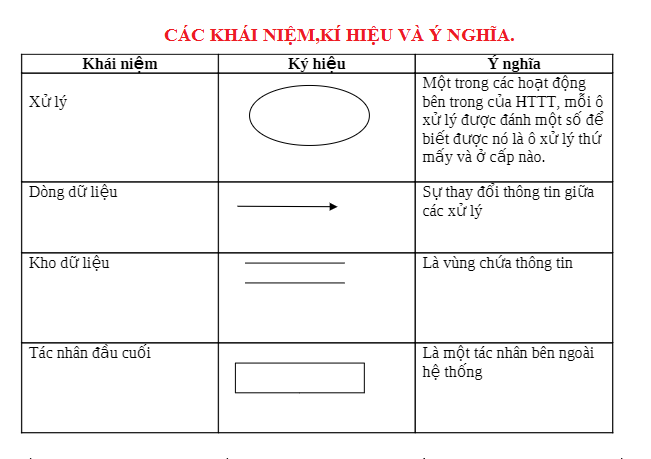 CÁC KHÁI NIỆM,KÍ HIỆU VÀ Ý NGHĨA.
Khái niệm Ký hiệu Ý nghĩa
Xử lý
Một trong các hoạt động
bên trong của HTTT, mỗi ô
xử lý được đánh một số để
biết được nó là ô xử lý thứ
mấy và ở cấp nào.
Dòng dữ liệu
Sự thay đổi thông tin giữa
các xử lý
Kho dữ liệu
Là vùng chứa thông tin
Tác nhân đầu cuối
Là một tác nhân bên ngoài
hệ thống